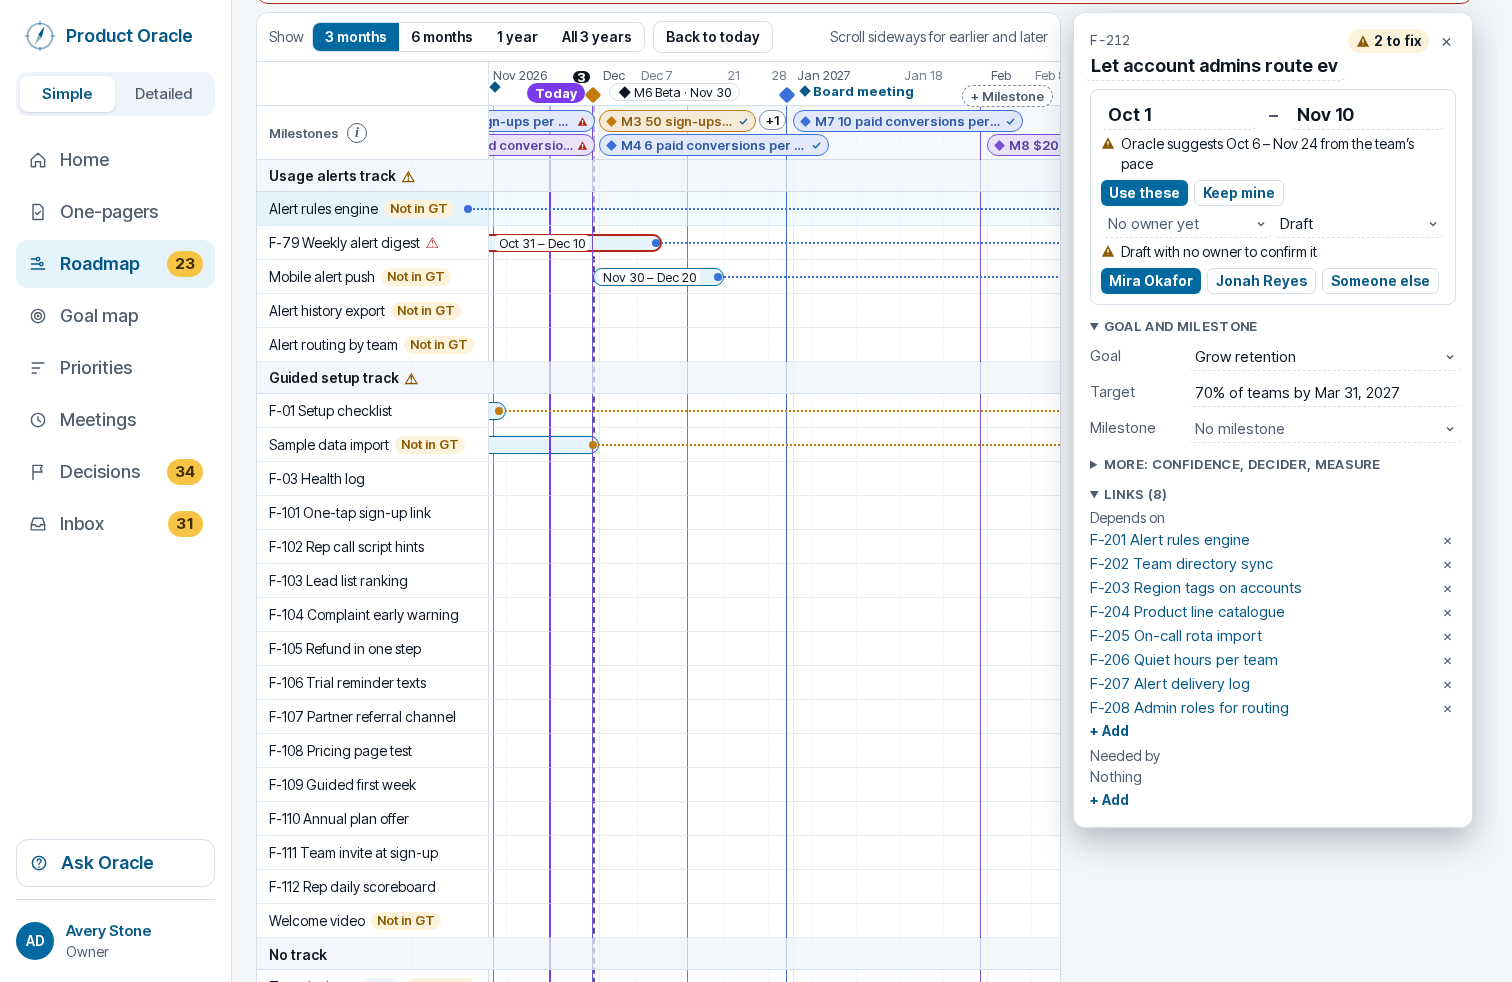 Product Oracle
Simple
Detailed
Home
One-pagers
Roadmap
23
Goal map
Priorities
Meetings
Decisions
34
Inbox
31
Ask Oracle
AD
Avery Stone
Owner
Show
3 months
6 months
1 year
All 3 years
Back to today
Scroll sideways for earlier and later
Nov 2026
3
Dec
Dec 7
21
28
Jan 2027
Jan 18
Feb
Feb
Today
M6 Beta · Nov 30
Board meeting
+ Milestone
Milestones
gn-ups per ...
M3 50 sign-ups...
+1
M7 10 paid conversions per...
d conversio...
M4 6 paid conversions per ...
M8 $20
Usage alerts track
Alert rules engine
Not in GT
F-79 Weekly alert digest
Oct 31 – Dec 10
Mobile alert push
Not in GT
Nov 30 – Dec 20
Alert history export
Not in GT
Alert routing by team
Not in GT
Guided setup track
F-01 Setup checklist
Sample data import
Not in GT
F-03 Health log
F-101 One-tap sign-up link
F-102 Rep call script hints
F-103 Lead list ranking
F-104 Complaint early warning
F-105 Refund in one step
F-106 Trial reminder texts
F-107 Partner referral channel
F-108 Pricing page test
F-109 Guided first week
F-110 Annual plan offer
F-111 Team invite at sign-up
F-112 Rep daily scoreboard
Welcome video
Not in GT
No track
F-212
2 to fix
×
Let account admins route ev
Oct 1
–
Nov 10
Oracle suggests Oct 6 – Nov 24 from the team's
pace
Use these
Keep mine
No owner yet
Draft
Draft with no owner to confirm it
Mira Okafor
Jonah Reyes
Someone else
GOAL AND MILESTONE
Goal
Grow retention
Target
70% of teams by Mar 31, 2027
Milestone
No milestone
MORE: CONFIDENCE, DECIDER, MEASURE
LINKS (8)
Depends on
F-201 Alert rules engine ×
F-202 Team directory sync ×
F-203 Region tags on accounts ×
F-204 Product line catalogue ×
F-205 On-call rota import ×
F-206 Quiet hours per team ×
F-207 Alert delivery log ×
F-208 Admin roles for routing ×
+ Add
Needed by
Nothing
+ Add